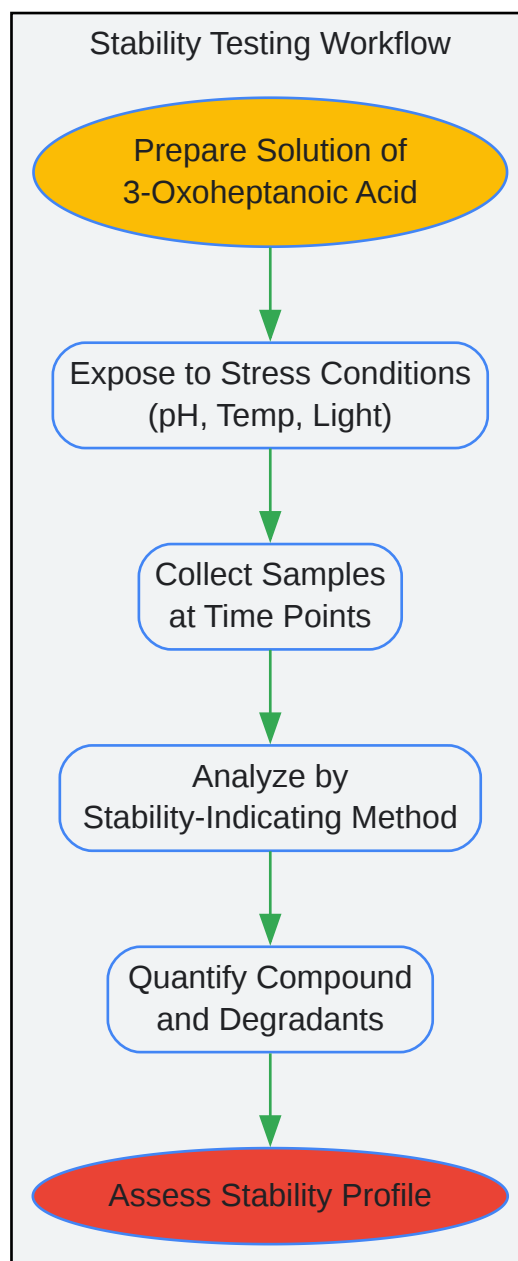 Stability Testing Workflow
Prepare Solution of
3-Oxoheptanoic Acid
Expose to Stress Conditions
(pH, Temp, Light)
Collect Samples
at Time Points
Analyze by
Stability-Indicating Method
Quantify Compound
and Degradants
Assess Stability Profile